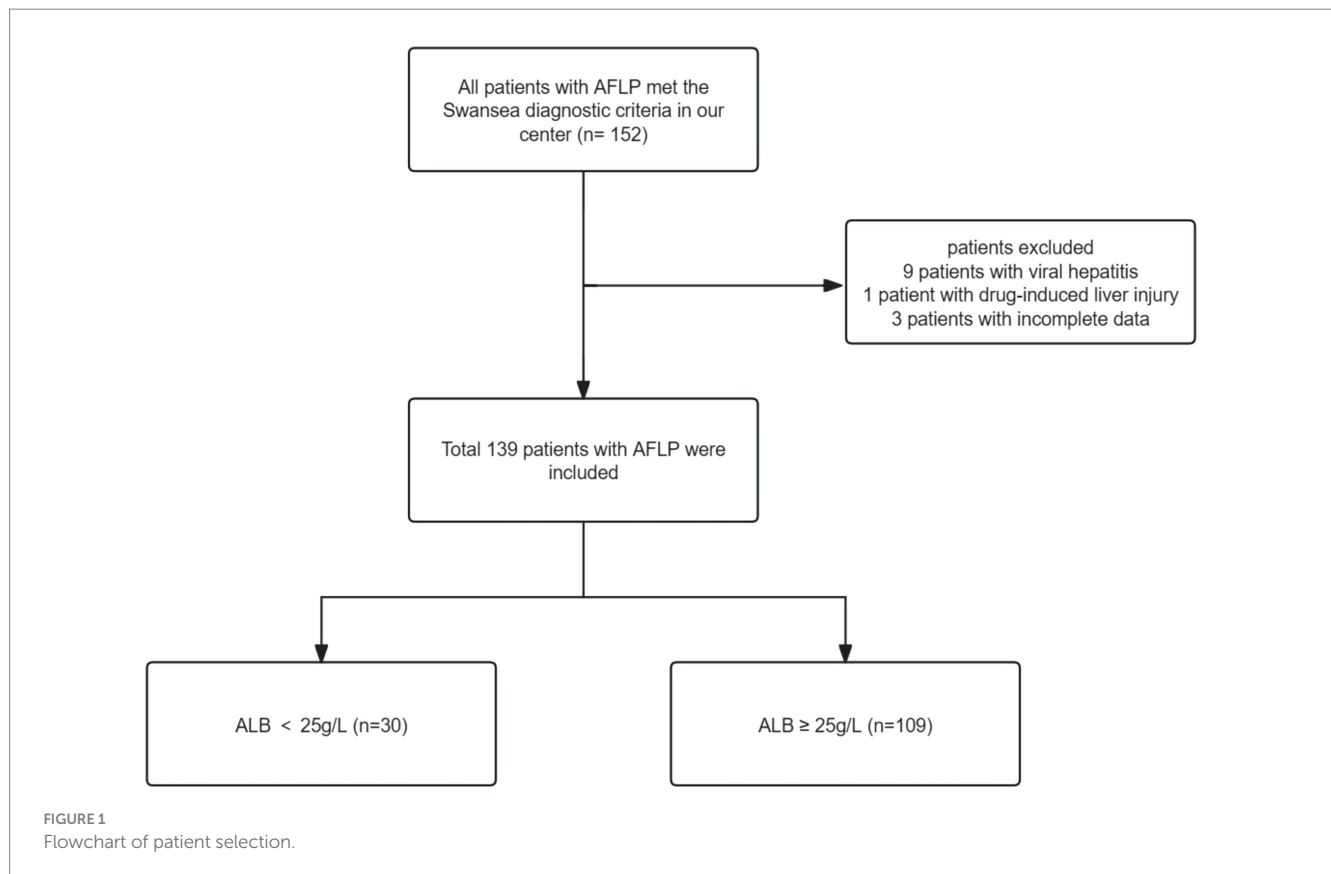 All patients with AFLP met the
Swansea diagnostic criteria in our
center (n= 152)
patients excluded
9 patients with viral hepatitis
1 patient with drug-induced liver injury
3 patients with incomplete data
Total 139 patients with AFLP were
included
ALB < 25g/L (n=30)
ALB ≥ 25g/L (n=109)
FIGURE 1
Flowchart of patient selection.